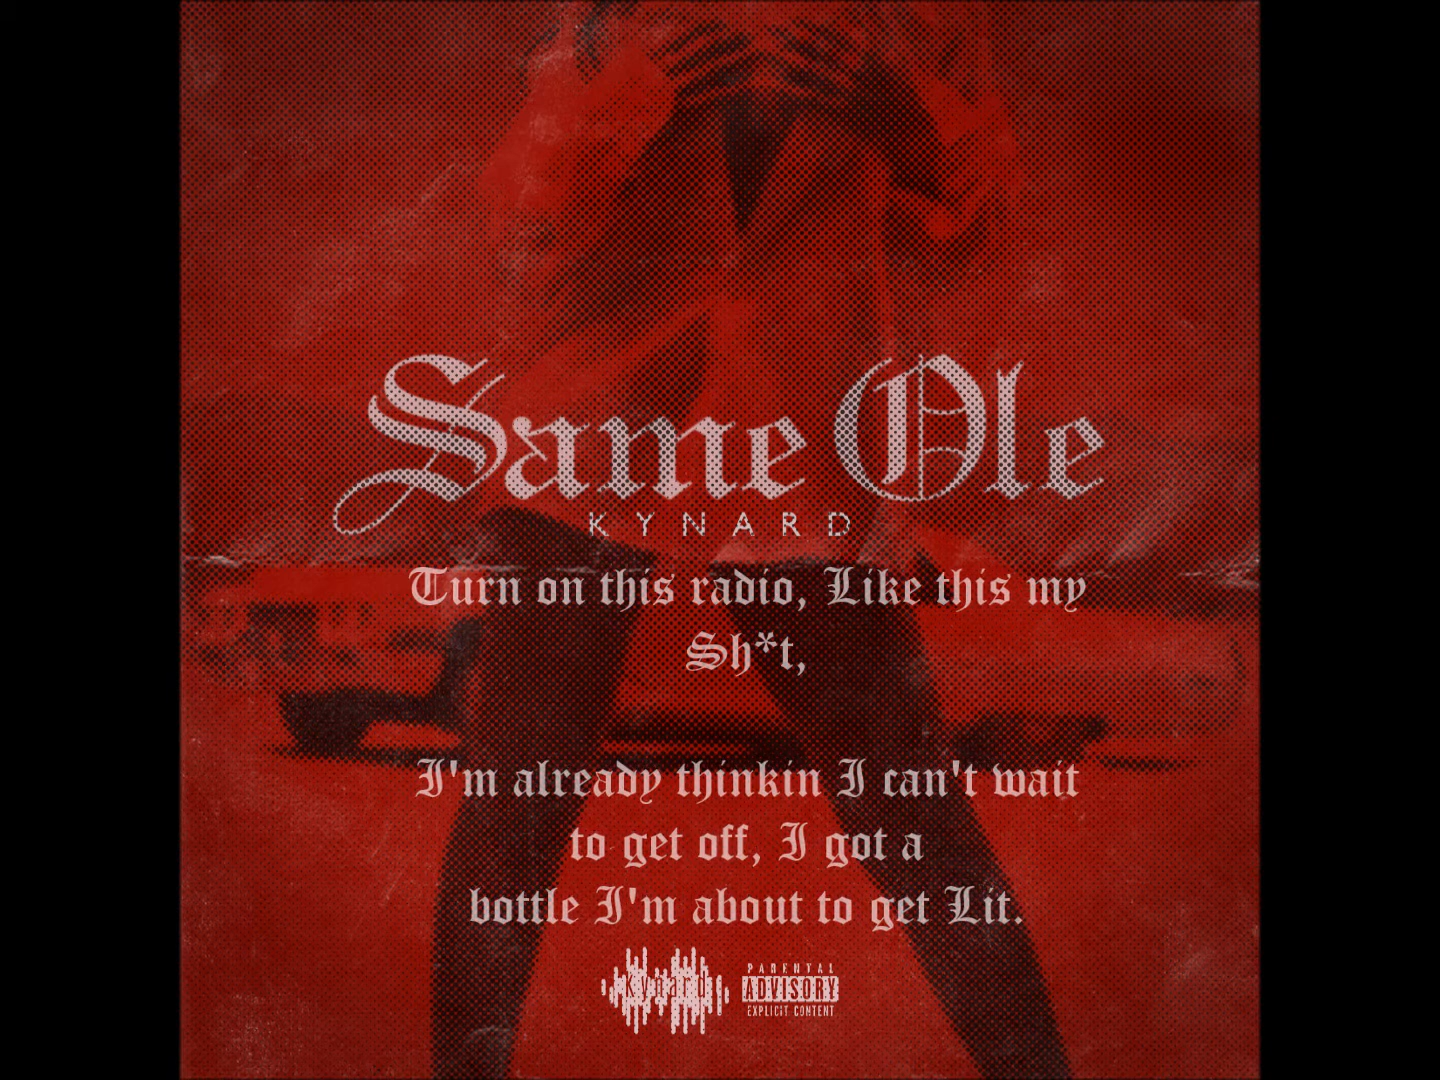 Same Ole
KYNARD
Turn on this radio, Like this my
Sh*t,
I'm already thinkin I can't wait
to get off, I got a
bottle I'm about to get Lit.
kynard
PARENTAL
ADVISORY
EXPLICIT CONTENT